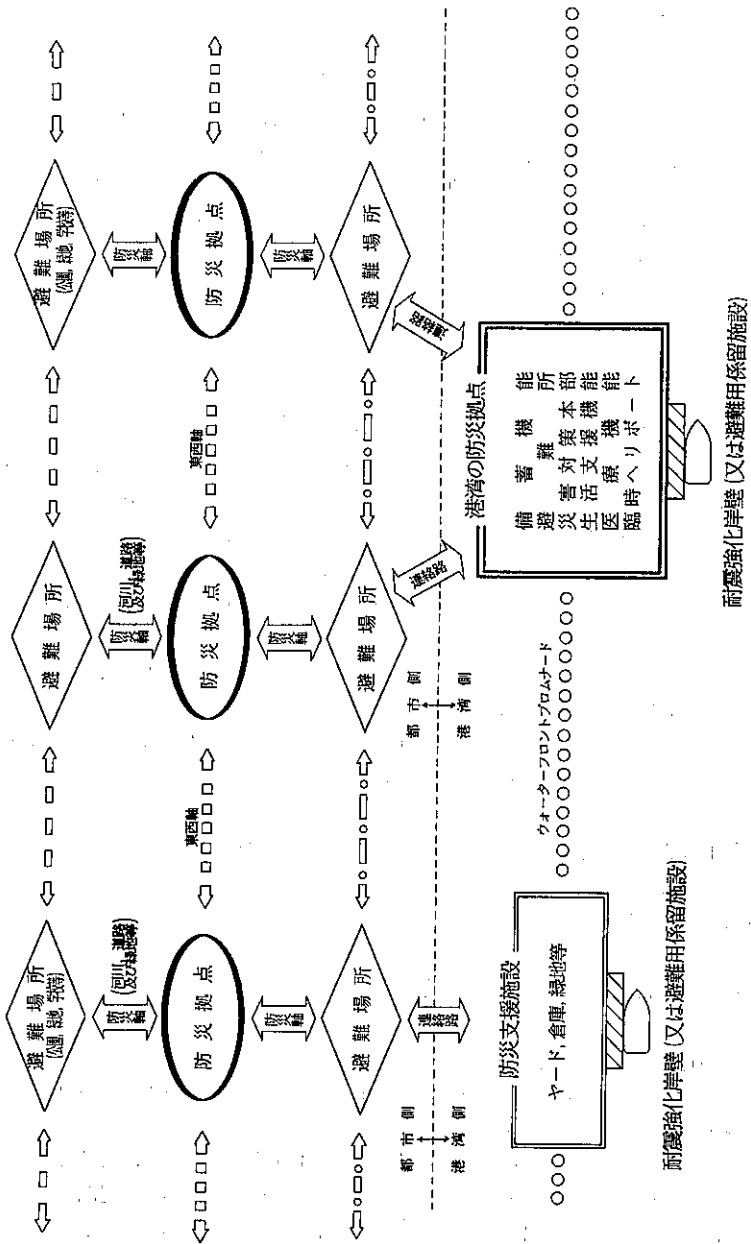 避難場所
(公園、緑地、学校等)
避難場所
避難場所
(公園、緑地、学校等)
防災軸
(河川、道路及び緑地等)
防災軸
(河川、道路及び緑地等)
防災軸
防災拠点
東西軸
防災拠点
東西軸
防災拠点
防災軸
防災軸
防災軸
避難場所
避難場所
避難場所
連絡路
連絡路
連絡路
都市側
港湾側
都市側
港湾側
防災支援施設
ヤード、倉庫、緑地等
ウォーターフロントプロムナード
港湾の防災拠点
備蓄機能
避難所
災害対策本部
生活支援機能
医療機能
臨時ヘリポート
耐震強化岸壁(又は避難用係留施設)
耐震強化岸壁(又は避難用係留施設)